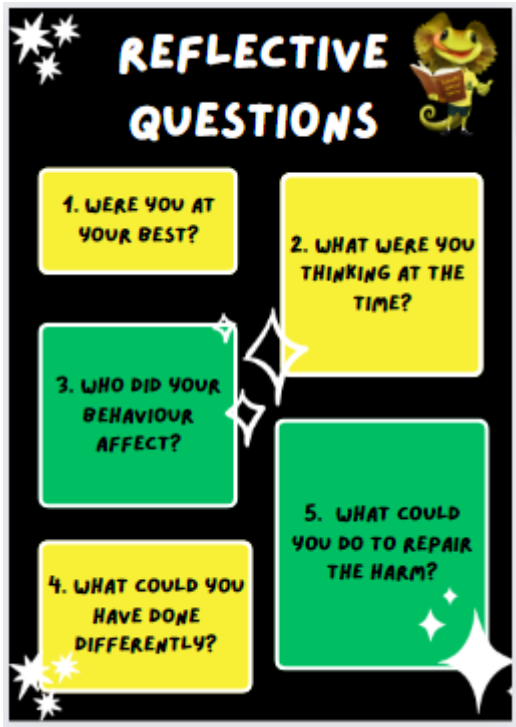 REFLECTIVE
QUESTIONS
1. WERE YOU AT
YOUR BEST?
2. WHAT WERE YOU
THINKING AT THE
TIME?
3. WHO DID YOUR
BEHAVIOUR
AFFECT?
4. WHAT COULD YOU
HAVE DONE
DIFFERENTLY?
5. WHAT COULD
YOU DO TO REPAIR
THE HARM?